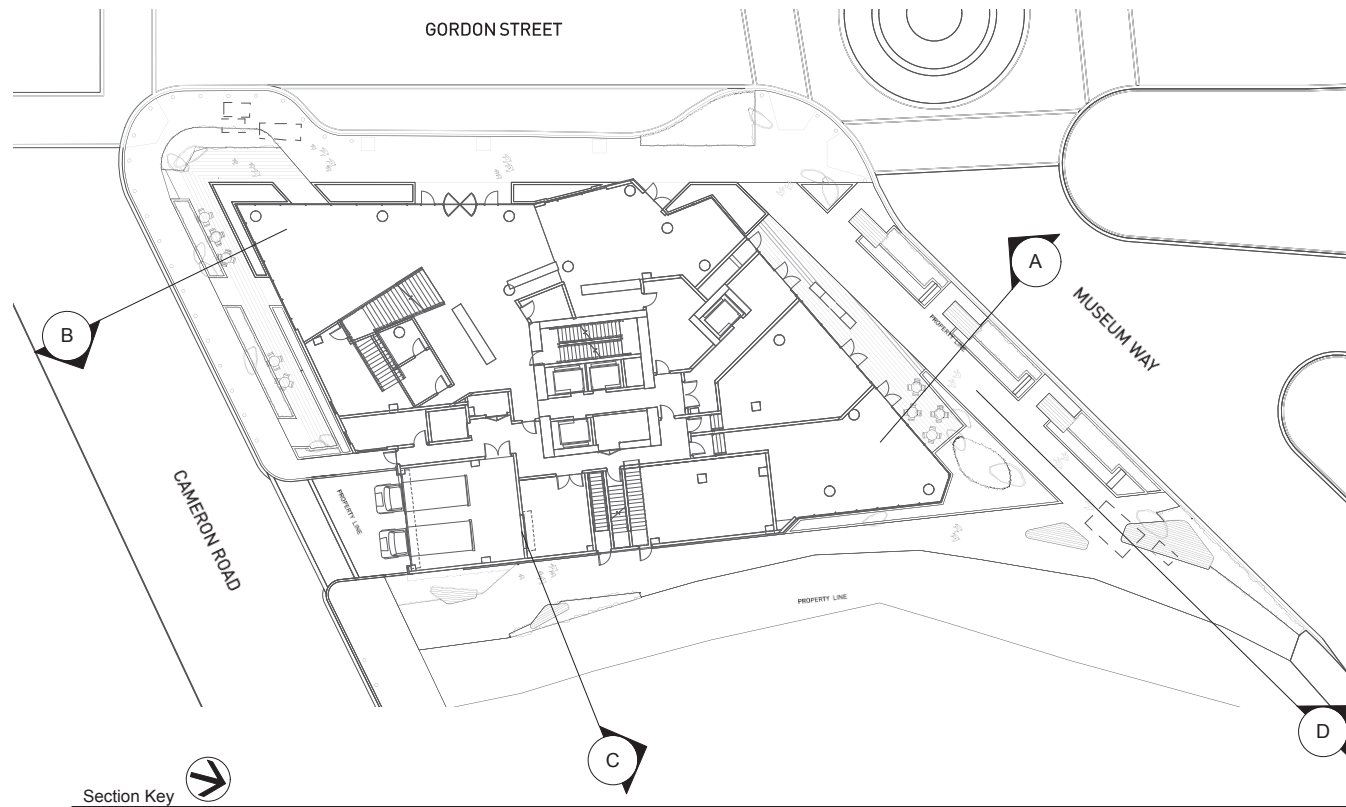 GORDON STREET
A
MUSEUM WAY
PROPERTY LINE
B
CAMERON ROAD
PROPERTY LINE
PROPERTY LINE
C
D
Section Key